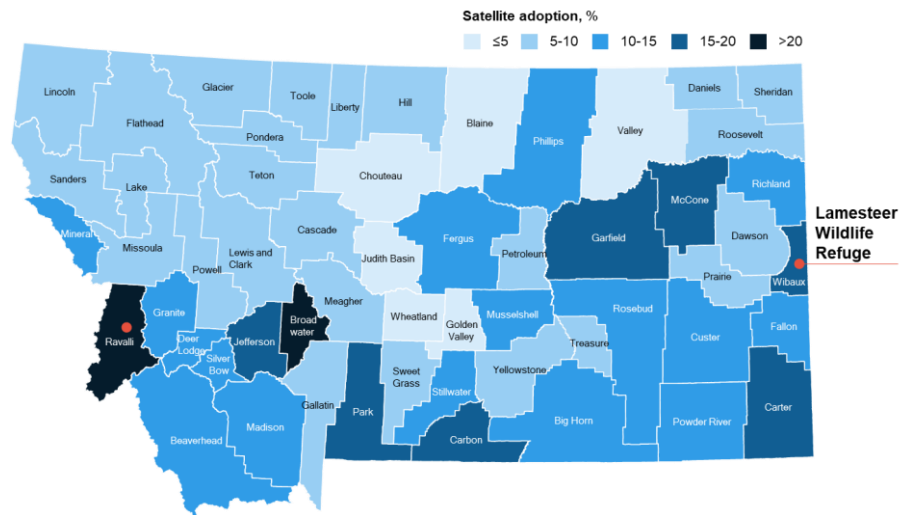 Satellite adoption, %
≤5 5-10 10-15 15-20 >20
Lincoln
Flathead
Glacier
Toole
Liberty
Hill
Blaine
Phillips
Valley
Daniels
Sheridan
Roosevelt
Pondera
Teton
Chouteau
Sanders
Lake
Richland
McCone
Garfield
Dawson
Lamesteer
Wildlife
Refuge
Mineral
Missoula
Powell
Lewis and
Clark
Cascade
Judith Basin
Fergus
Petroleum
Prairie
Wibaux
Meagher
Wheatland
Golden
Valley
Musselshell
Rosebud
Custer
Fallon
Ravalli
Granite
Deer
Lodge
Silver
Bow
Jefferson
Broad
water
Treasure
Sweet
Grass
Stillwater
Yellowstone
Gallatin
Park
Carbon
Big Horn
Powder River
Carter
Beaverhead
Madison